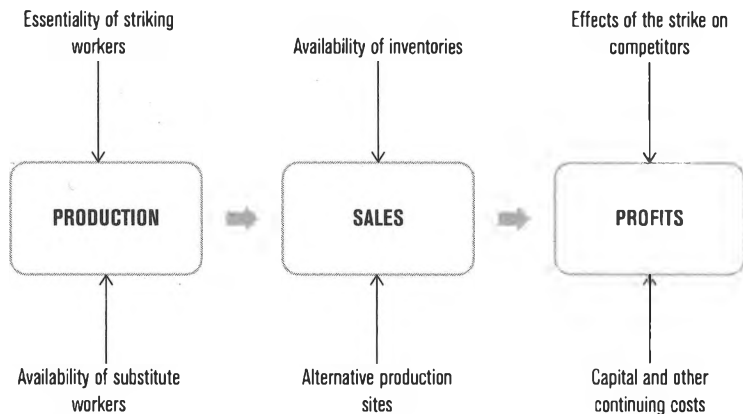 Essentiality of striking
workers
Availability of inventories
Effects of the strike on
competitors
PRODUCTION
SALES
PROFITS
Availability of substitute
workers
Alternative production
sites
Capital and other
continuing costs